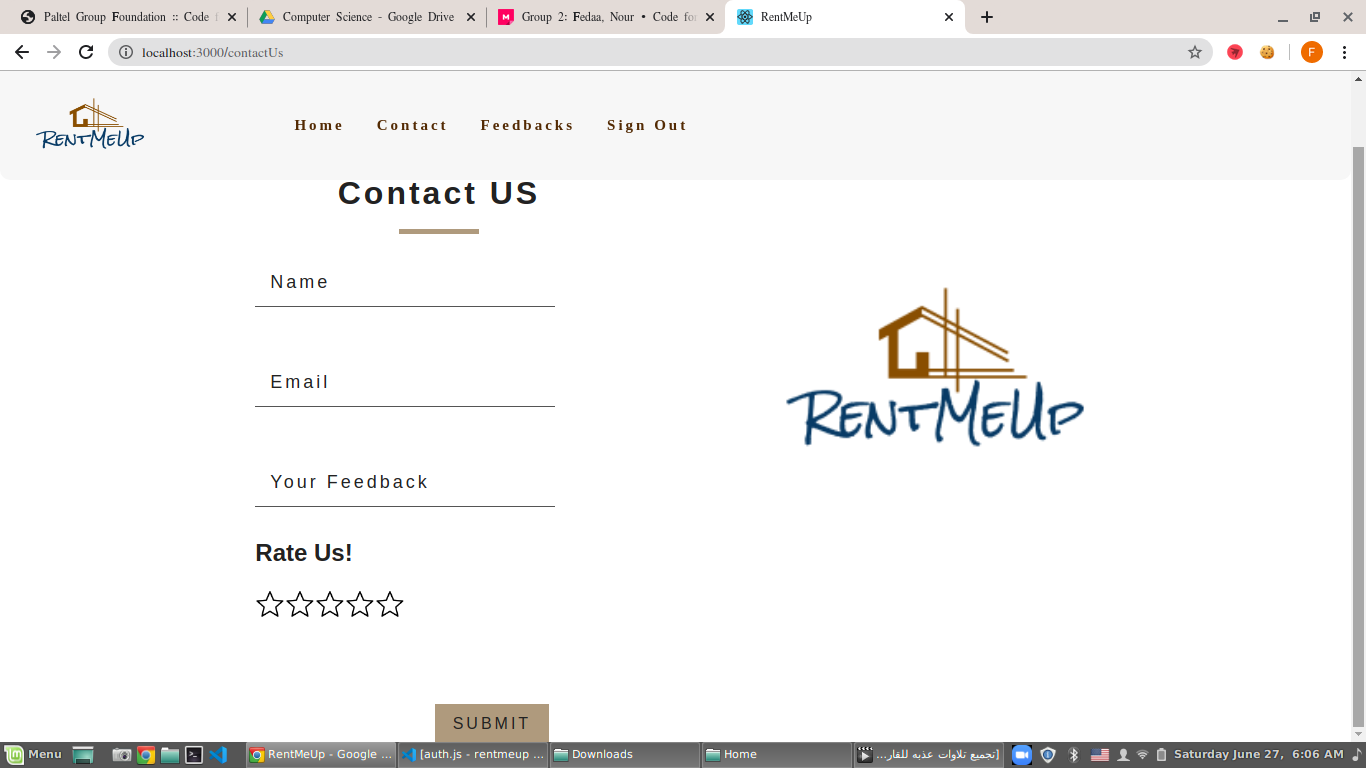 Paltel Group Foundation :: Code f
Computer Science - Google Drive
Group 2: Fedaa, Nour • Code fo
RentMeUp
localhost:3000/contactUs
F
RENTMEUP
Home
Contact
Feedbacks
Sign Out
Contact US
Name
Email
Your Feedback
Rate Us!
SUBMIT
RENTMEUP
Menu
RentMeUp - Google ...
[auth.js - rentmeup ...
Downloads
Home
[تجميع تلاوات عذبه للقار...
Saturday June 27, 6:06 AM